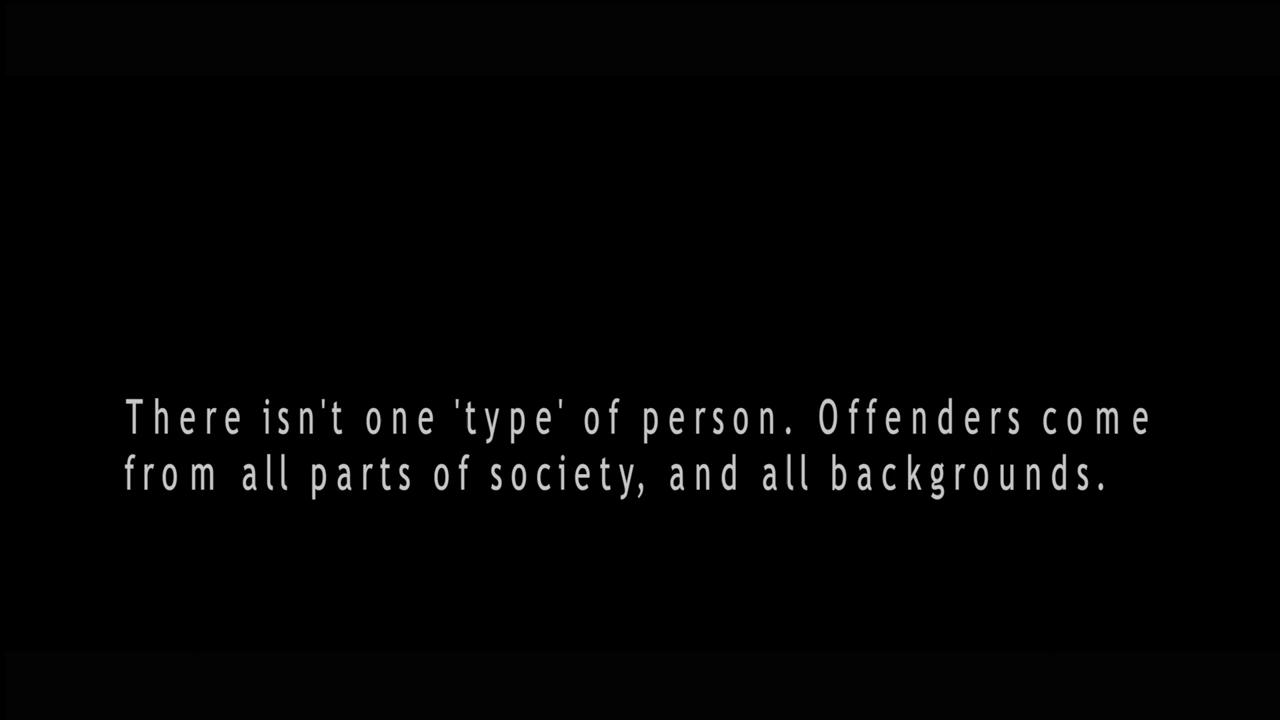 There isn't one 'type' of person. Offenders come
from all parts of society, and all backgrounds.